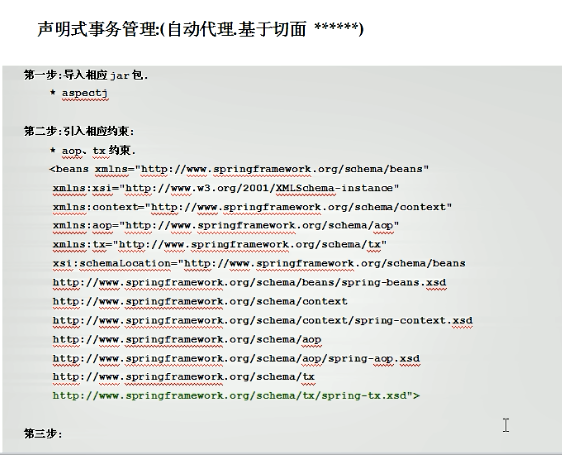 声明式事务管理:(自动代理.基于切面 ******)
第一步:导入相应jar包.
* aspectj
第二步:引入相应约束:
* aop、tx约束.
<beans xmlns="http://www.springframework.org/schema/beans"
xmlns:xsi="http://www.w3.org/2001/XMLSchema-instance"
xmlns:context="http://www.springframework.org/schema/context"
xmlns:aop="http://www.springframework.org/schema/aop"
xmlns:tx="http://www.springframework.org/schema/tx"
xsi:schemaLocation="http://www.springframework.org/schema/beans
http://www.springframework.org/schema/beans/spring-beans.xsd
http://www.springframework.org/schema/context
http://www.springframework.org/schema/context/spring-context.xsd
http://www.springframework.org/schema/aop
http://www.springframework.org/schema/aop/spring-aop.xsd
http://www.springframework.org/schema/tx
http://www.springframework.org/schema/tx/spring-tx.xsd">
第三步: